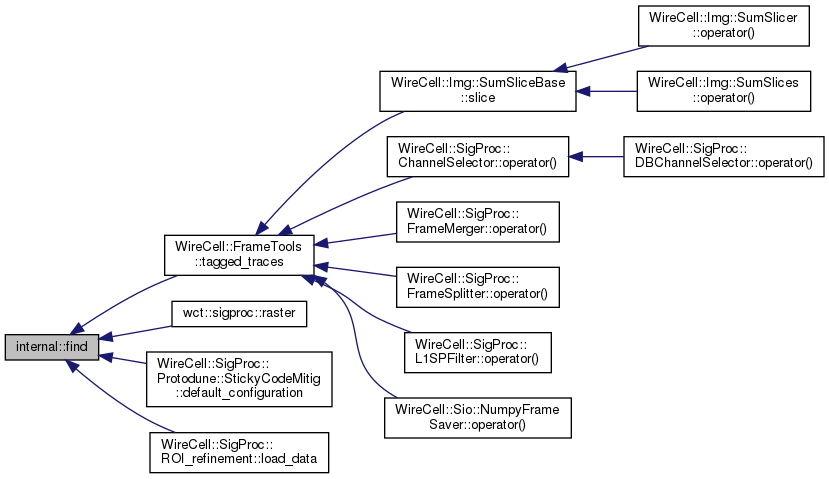 WireCell::Img::SumSlicer
::operator()
WireCell::Img::SumSliceBase
::slice
WireCell::Img::SumSlices
::operator()
WireCell::SigProc::
ChannelSelector::operator()
WireCell::SigProc::
DBChannelSelector::operator()
WireCell::SigProc::
FrameMerger::operator()
WireCell::FrameTools
::tagged_traces
WireCell::SigProc::
FrameSplitter::operator()
wct::sigproc::raster
internal::find
WireCell::SigProc::
L1SPFilter::operator()
WireCell::SigProc::
Protodune::StickyCodeMitig
::default_configuration
WireCell::Sio::NumpyFrame
Saver::operator()
WireCell::SigProc::
ROI_refinement::load_data